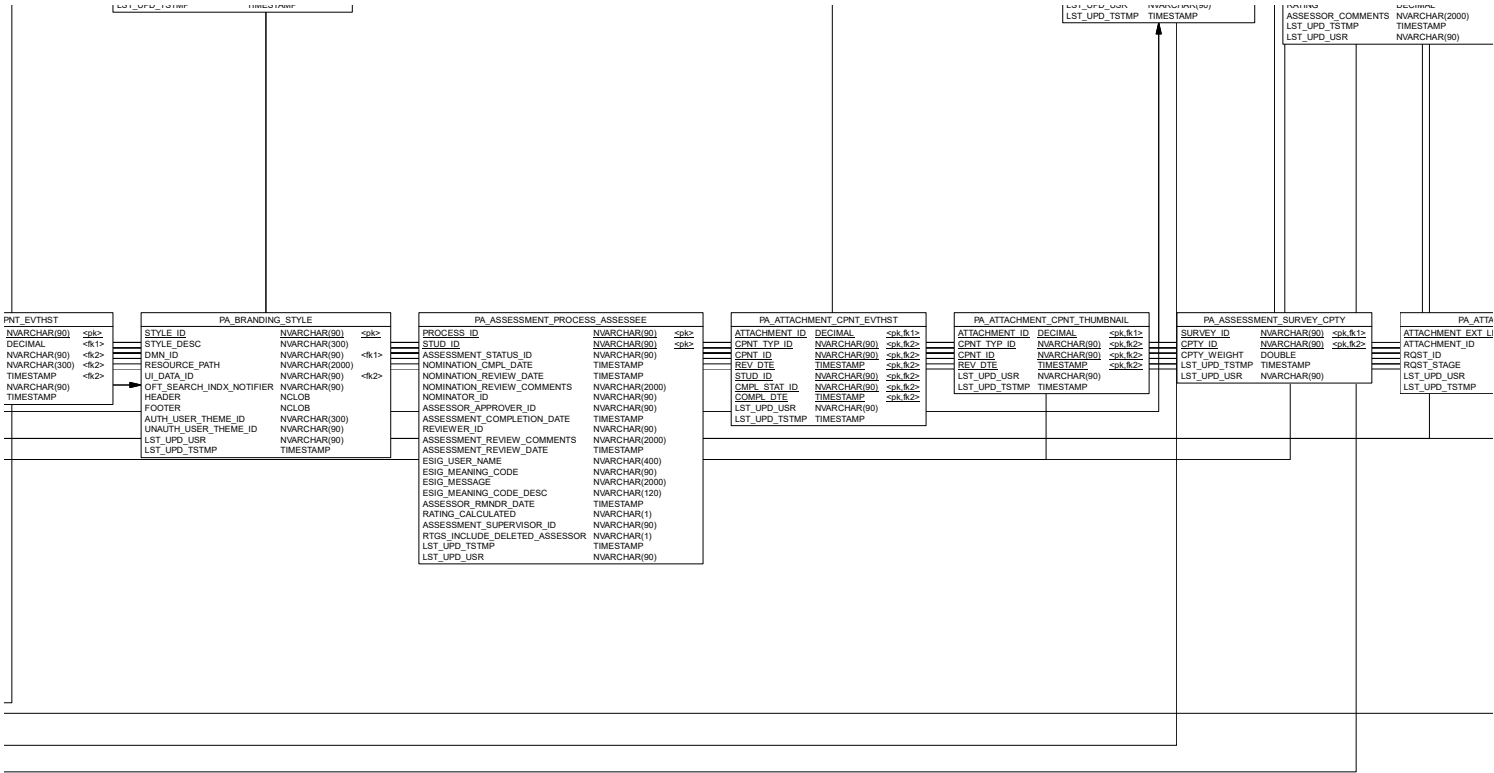 LST_UPD_TSTMP TIMESTAMP
LST_UPD_USR NVARCHAR(90)
LST_UPD_TSTMP TIMESTAMP
RATING DECIMAL
ASSESSOR_COMMENTS NVARCHAR(2000)
LST_UPD_TSTMP TIMESTAMP
LST_UPD_USR NVARCHAR(90)
PNT_EVTHST
NVARCHAR(90) <pk>
DECIMAL <fk1>
NVARCHAR(90) <fk2>
NVARCHAR(300) <fk2>
TIMESTAMP <fk2>
NVARCHAR(90)
TIMESTAMP
PA_BRANDING_STYLE
STYLE_ID NVARCHAR(90) <pk>
STYLE_DESC NVARCHAR(300)
DMN_ID NVARCHAR(90) <fk1>
RESOURCE_PATH NVARCHAR(2000)
UI_DATA_ID NVARCHAR(90) <fk2>
OFT_SEARCH_INDX_NOTIFIER NVARCHAR(90)
HEADER NCLOB
FOOTER NCLOB
AUTH_USER_THEME_ID NVARCHAR(300)
UNAUTH_USER_THEME_ID NVARCHAR(90)
LST_UPD_USR NVARCHAR(90)
LST_UPD_TSTMP TIMESTAMP
PA_ASSESSMENT_PROCESS_ASSESSEE
PROCESS_ID NVARCHAR(90) <pk>
STUD_ID NVARCHAR(90) <pk>
ASSESSMENT_STATUS_ID NVARCHAR(90)
NOMINATION_CMPL_DATE TIMESTAMP
NOMINATION_REVIEW_DATE TIMESTAMP
NOMINATION_REVIEW_COMMENTS NVARCHAR(2000)
NOMINATOR_ID NVARCHAR(90)
ASSESSOR_APPROVER_ID NVARCHAR(90)
ASSESSMENT_COMPLETION_DATE TIMESTAMP
REVIEWER_ID NVARCHAR(90)
ASSESSMENT_REVIEW_COMMENTS NVARCHAR(2000)
ASSESSMENT_REVIEW_DATE TIMESTAMP
ESIG_USER_NAME NVARCHAR(400)
ESIG_MEANING_CODE NVARCHAR(90)
ESIG_MESSAGE NVARCHAR(2000)
ESIG_MEANING_CODE_DESC NVARCHAR(120)
ASSESSOR_RMNDR_DATE TIMESTAMP
RATING_CALCULATED NVARCHAR(1)
ASSESSMENT_SUPERVISOR_ID NVARCHAR(90)
RTGS_INCLUDE_DELETED_ASSESSOR NVARCHAR(1)
LST_UPD_TSTMP TIMESTAMP
LST_UPD_USR NVARCHAR(90)
PA_ATTACHMENT_CPNT_EVTHST
ATTACHMENT_ID DECIMAL <pk,fk1>
CPNT_TYP_ID NVARCHAR(90) <pk,fk2>
CPNT_ID NVARCHAR(90) <pk,fk2>
REV_DTE TIMESTAMP <pk,fk2>
STUD_ID NVARCHAR(90) <pk,fk2>
CMPL_STAT_ID NVARCHAR(90) <pk,fk2>
COMPL_DTE TIMESTAMP <pk,fk2>
LST_UPD_USR NVARCHAR(90)
LST_UPD_TSTMP TIMESTAMP
PA_ATTACHMENT_CPNT_THUMBNAIL
ATTACHMENT_ID DECIMAL <pk,fk1>
CPNT_TYP_ID NVARCHAR(90) <pk,fk2>
CPNT_ID NVARCHAR(90) <pk,fk2>
REV_DTE TIMESTAMP <pk,fk2>
LST_UPD_USR NVARCHAR(90)
LST_UPD_TSTMP TIMESTAMP
PA_ASSESSMENT_SURVEY_CPTY
SURVEY_ID NVARCHAR(90) <pk,fk1>
CPTY_ID NVARCHAR(90) <pk,fk2>
CPTY_WEIGHT DOUBLE
LST_UPD_TSTMP TIMESTAMP
LST_UPD_USR NVARCHAR(90)
PA_ATTA
ATTACHMENT_EXT_LI
ATTACHMENT_ID
RQST_ID
RQST_STAGE
LST_UPD_USR
LST_UPD_TSTMP